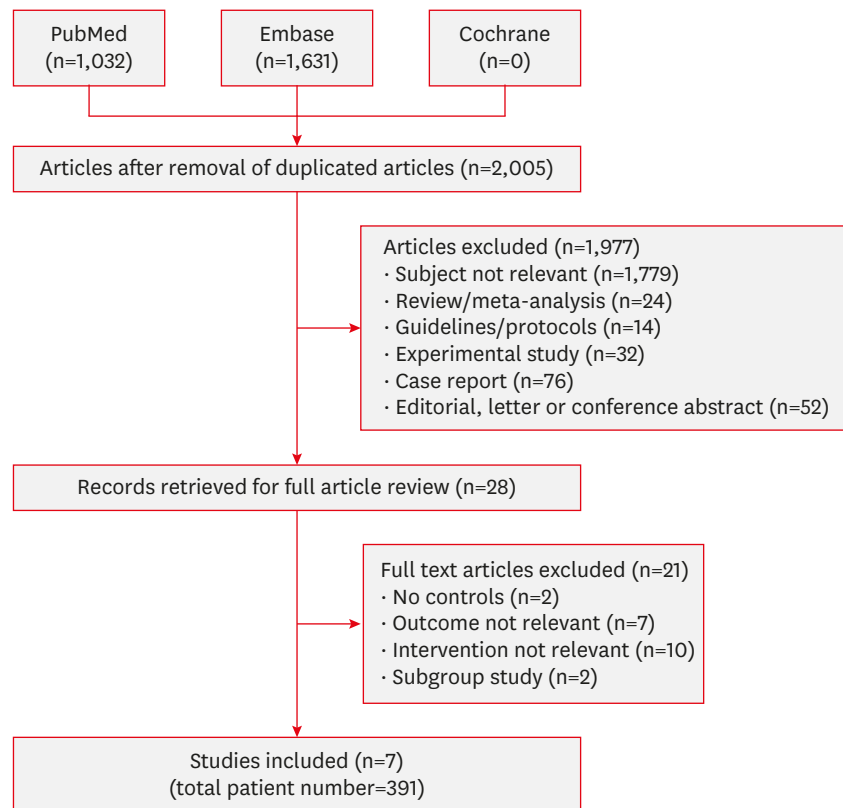 PubMed
(n=1,032)
Embase
(n=1,631)
Cochrane
(n=0)
Articles after removal of duplicated articles (n=2,005)
Articles excluded (n=1,977)
· Subject not relevant (n=1,779)
· Review/meta-analysis (n=24)
· Guidelines/protocols (n=14)
· Experimental study (n=32)
· Case report (n=76)
· Editorial, letter or conference abstract (n=52)
Records retrieved for full article review (n=28)
Full text articles excluded (n=21)
· No controls (n=2)
· Outcome not relevant (n=7)
· Intervention not relevant (n=10)
· Subgroup study (n=2)
Studies included (n=7)
(total patient number=391)